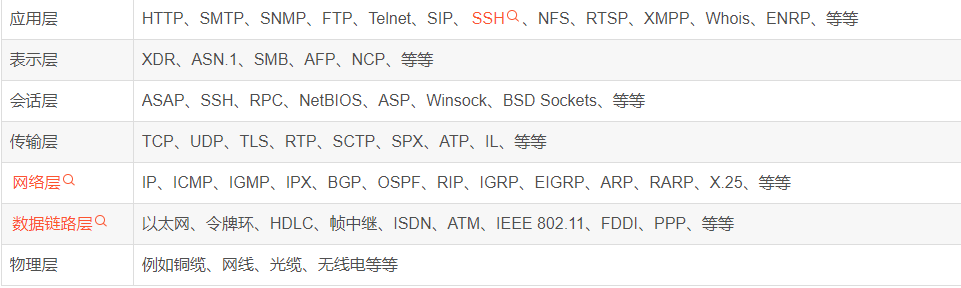 应用层 HTTP、SMTP、SNMP、FTP、Telnet、SIP、SSH、NFS、RTSP、XMPP、Whois、ENRP、等等
表示层 XDR、ASN.1、SMB、AFP、NCP、等等
会话层 ASAP、SSH、RPC、NetBIOS、ASP、Winsock、BSD Sockets、等等
传输层 TCP、UDP、TLS、RTP、SCTP、SPX、ATP、IL、等等
网络层 IP、ICMP、IGMP、IPX、BGP、OSPF、RIP、IGRP、EIGRP、ARP、RARP、X.25、等等
数据链路层 以太网、令牌环、HDLC、帧中继、ISDN、ATM、IEEE 802.11、FDDI、PPP、等等
物理层 例如铜缆、网线、光缆、无线电等等